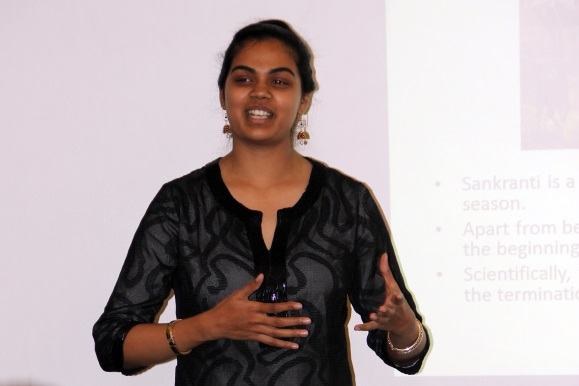 • Sankranti is a
season.
• Apart from be
the beginning
• Scientifically,
the terminatio